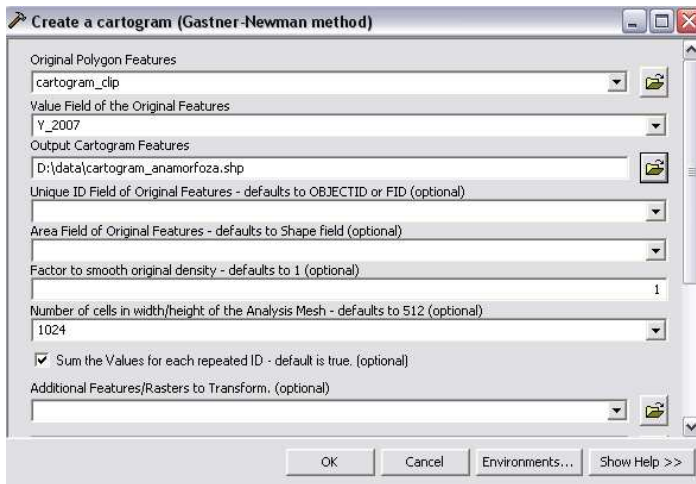 Create a cartogram (Gastner-Newman method)
Original Polygon Features
cartogram_clip
Value Field of the Original Features
Y_2007
Output Cartogram Features
D:\data\cartogram_anamorfoza.shp
Unique ID Field of Original Features - defaults to OBJECTID or FID (optional)
Area Field of Original Features - defaults to Shape field (optional)
Factor to smooth original density - defaults to 1 (optional)
1
Number of cells in width/height of the Analysis Mesh - defaults to 512 (optional)
1024
Sum the Values for each repeated ID - default is true. (optional)
Additional Features/Rasters to Transform. (optional)
OK Cancel Environments... Show Help >>